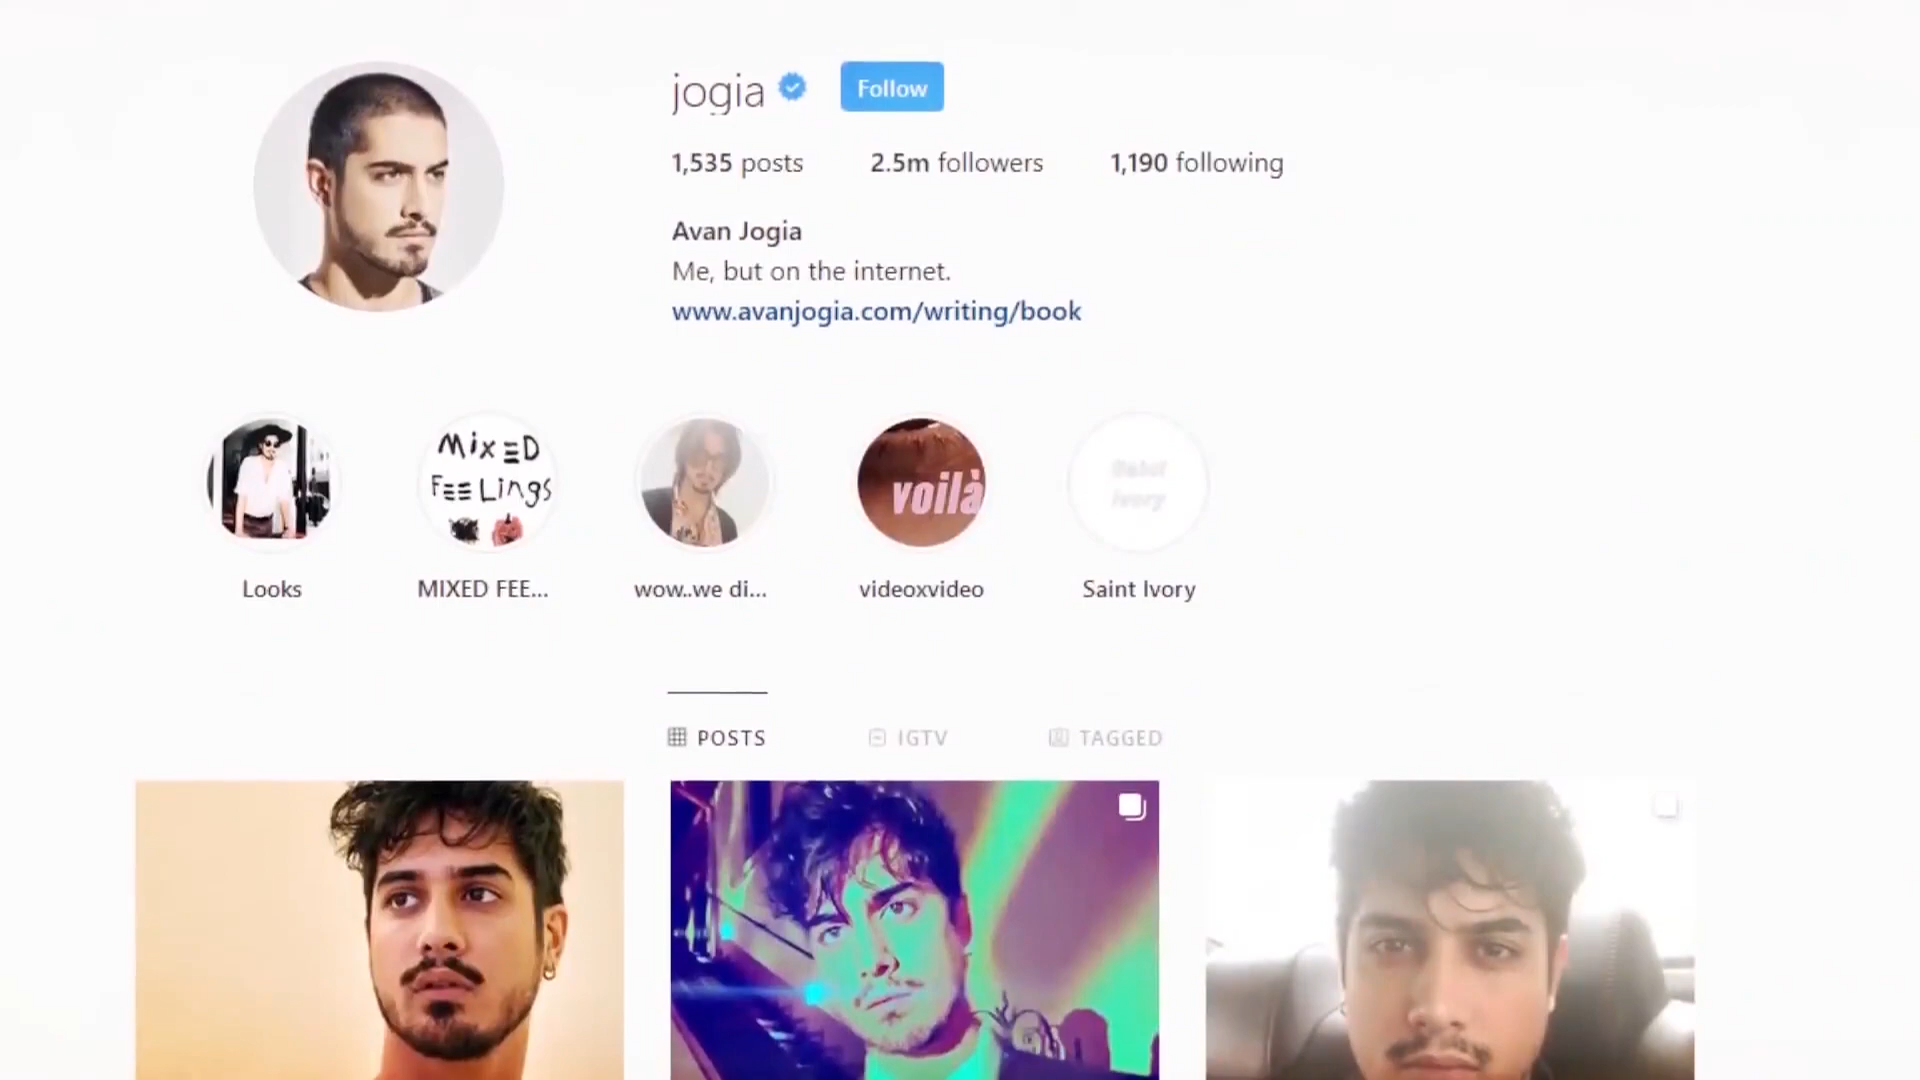 jogia Follow
1,535 posts 2.5m followers 1,190 following
Avan Jogia
Me, but on the internet.
www.avanjogia.com/writing/book
MIXED
FEELINGS
voilà
Saint
Ivory
Looks MIXED FEE... wow..we di... videoxvideo Saint Ivory
POSTS IGTV TAGGED